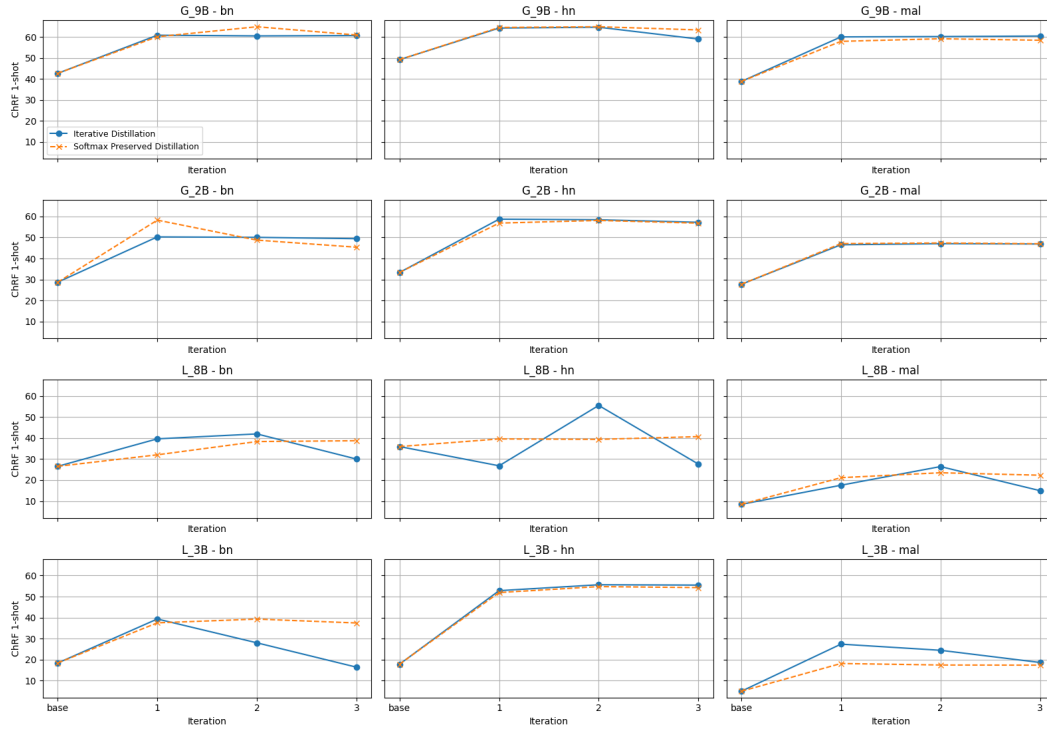 G_9B - bn
G_9B - hn
G_9B - mal
ChRF 1-shot
60
50
40
30
20
10
Iterative Distillation
Softmax Preserved Distillation
Iteration
Iteration
Iteration
G_2B - bn
G_2B - hn
G_2B - mal
ChRF 1-shot
60
50
40
30
20
10
Iteration
Iteration
Iteration
L_8B - bn
L_8B - hn
L_8B - mal
ChRF 1-shot
60
50
40
30
20
10
Iteration
Iteration
Iteration
L_3B - bn
L_3B - hn
L_3B - mal
ChRF 1-shot
60
50
40
30
20
10
base 1 2 3
base 1 2 3
base 1 2 3
Iteration
Iteration
Iteration